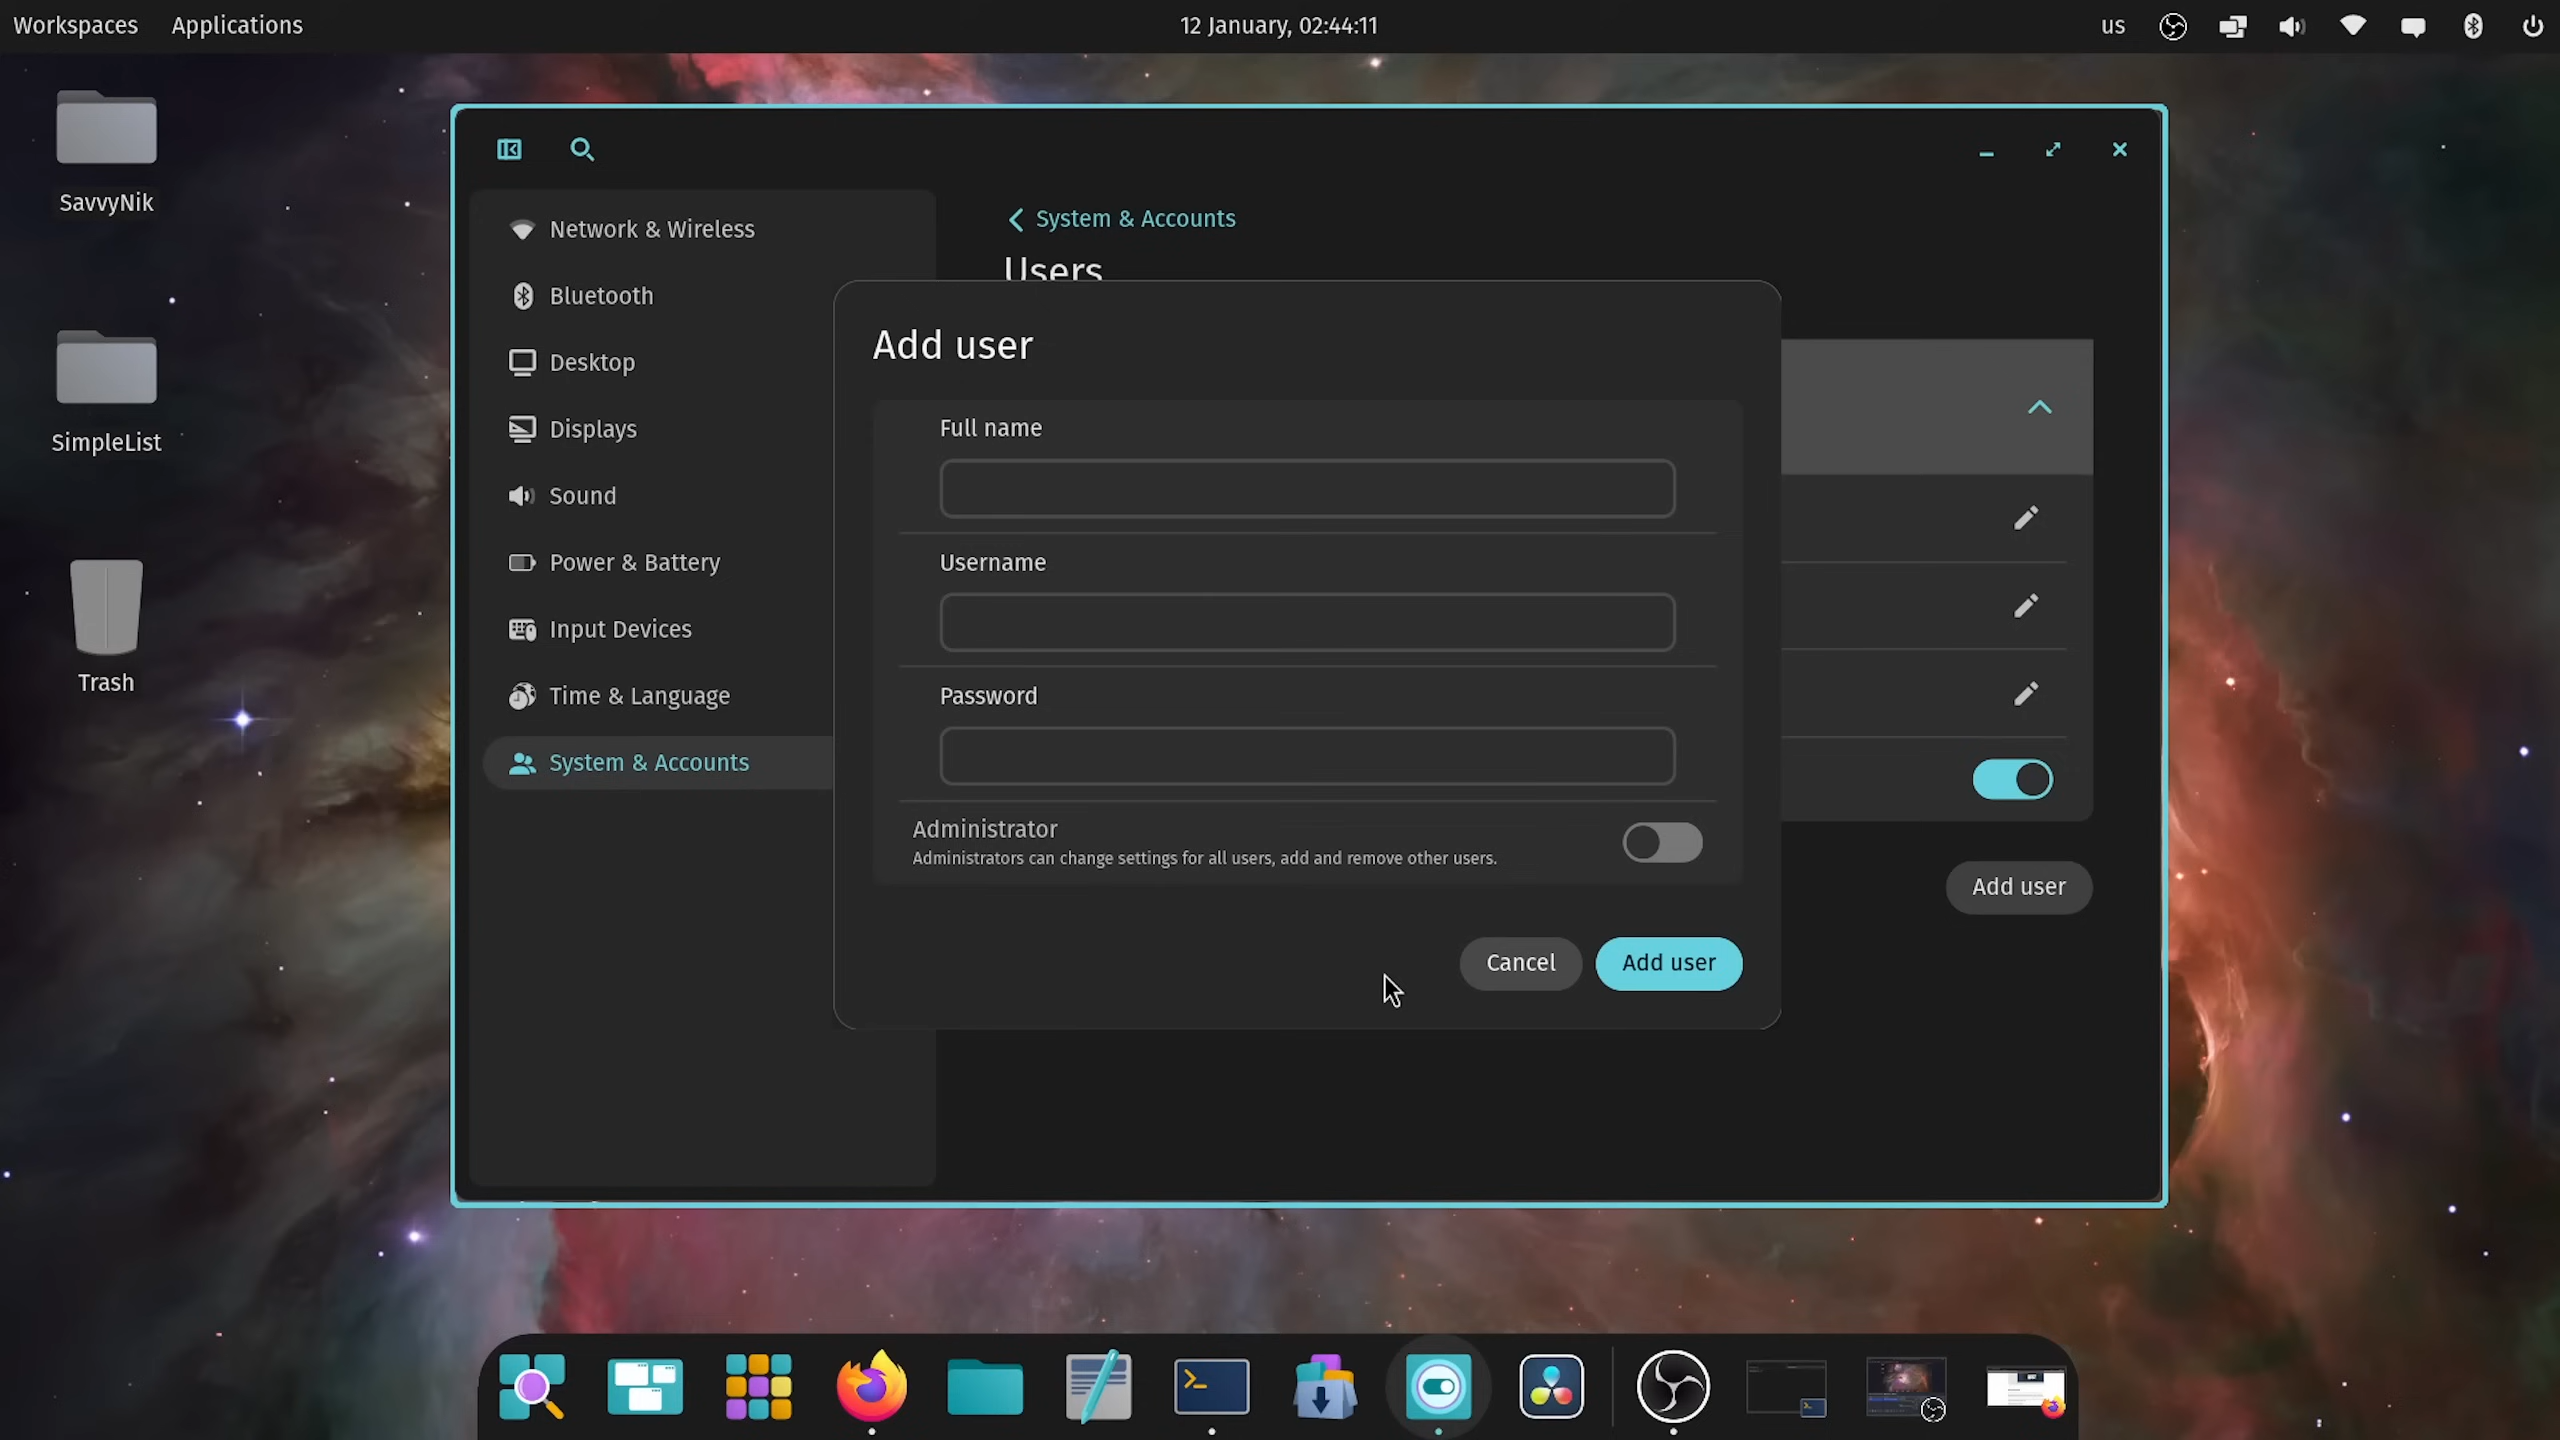 Workspaces Applications 12 January, 02:44:11 us
SavvyNik
SimpleList
Trash
Network & Wireless
Bluetooth
Desktop
Displays
Sound
Power & Battery
Input Devices
Time & Language
System & Accounts
System & Accounts
Users
Add user
Full name
Username
Password
Administrator
Administrators can change settings for all users, add and remove other users.
Cancel Add user
Add user